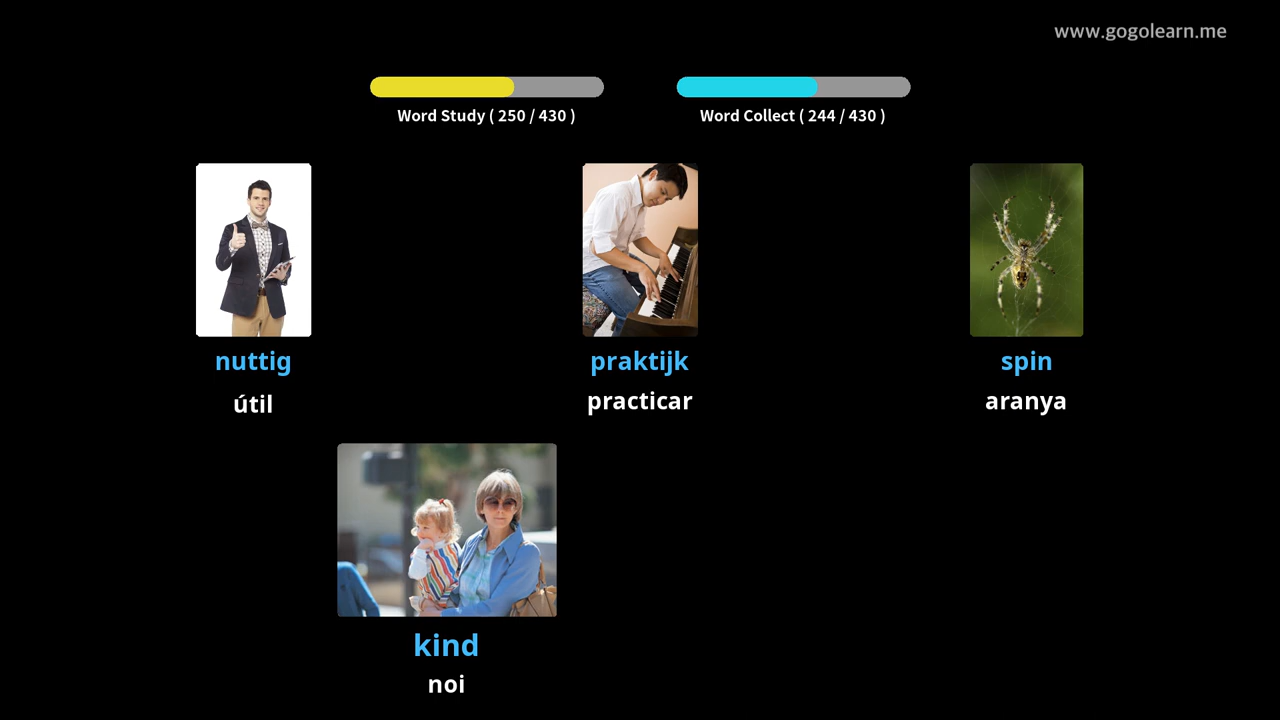 www.gogolearn.me
Word Study ( 250 / 430 )
Word Collect ( 244 / 430 )
nuttig
útil
praktijk
practicar
spin
aranya
kind
noi